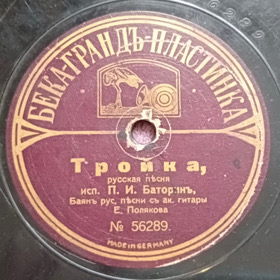 БЕКА-ГРАНДЪ-ПЛАСТИНКА
Тройка,
русская пѣсня
исп. П. И. Баторинъ,
Баянъ рус. пѣсни съ ак. гитары
Е. Полякова
№ 56289.
MADE IN GERMANY